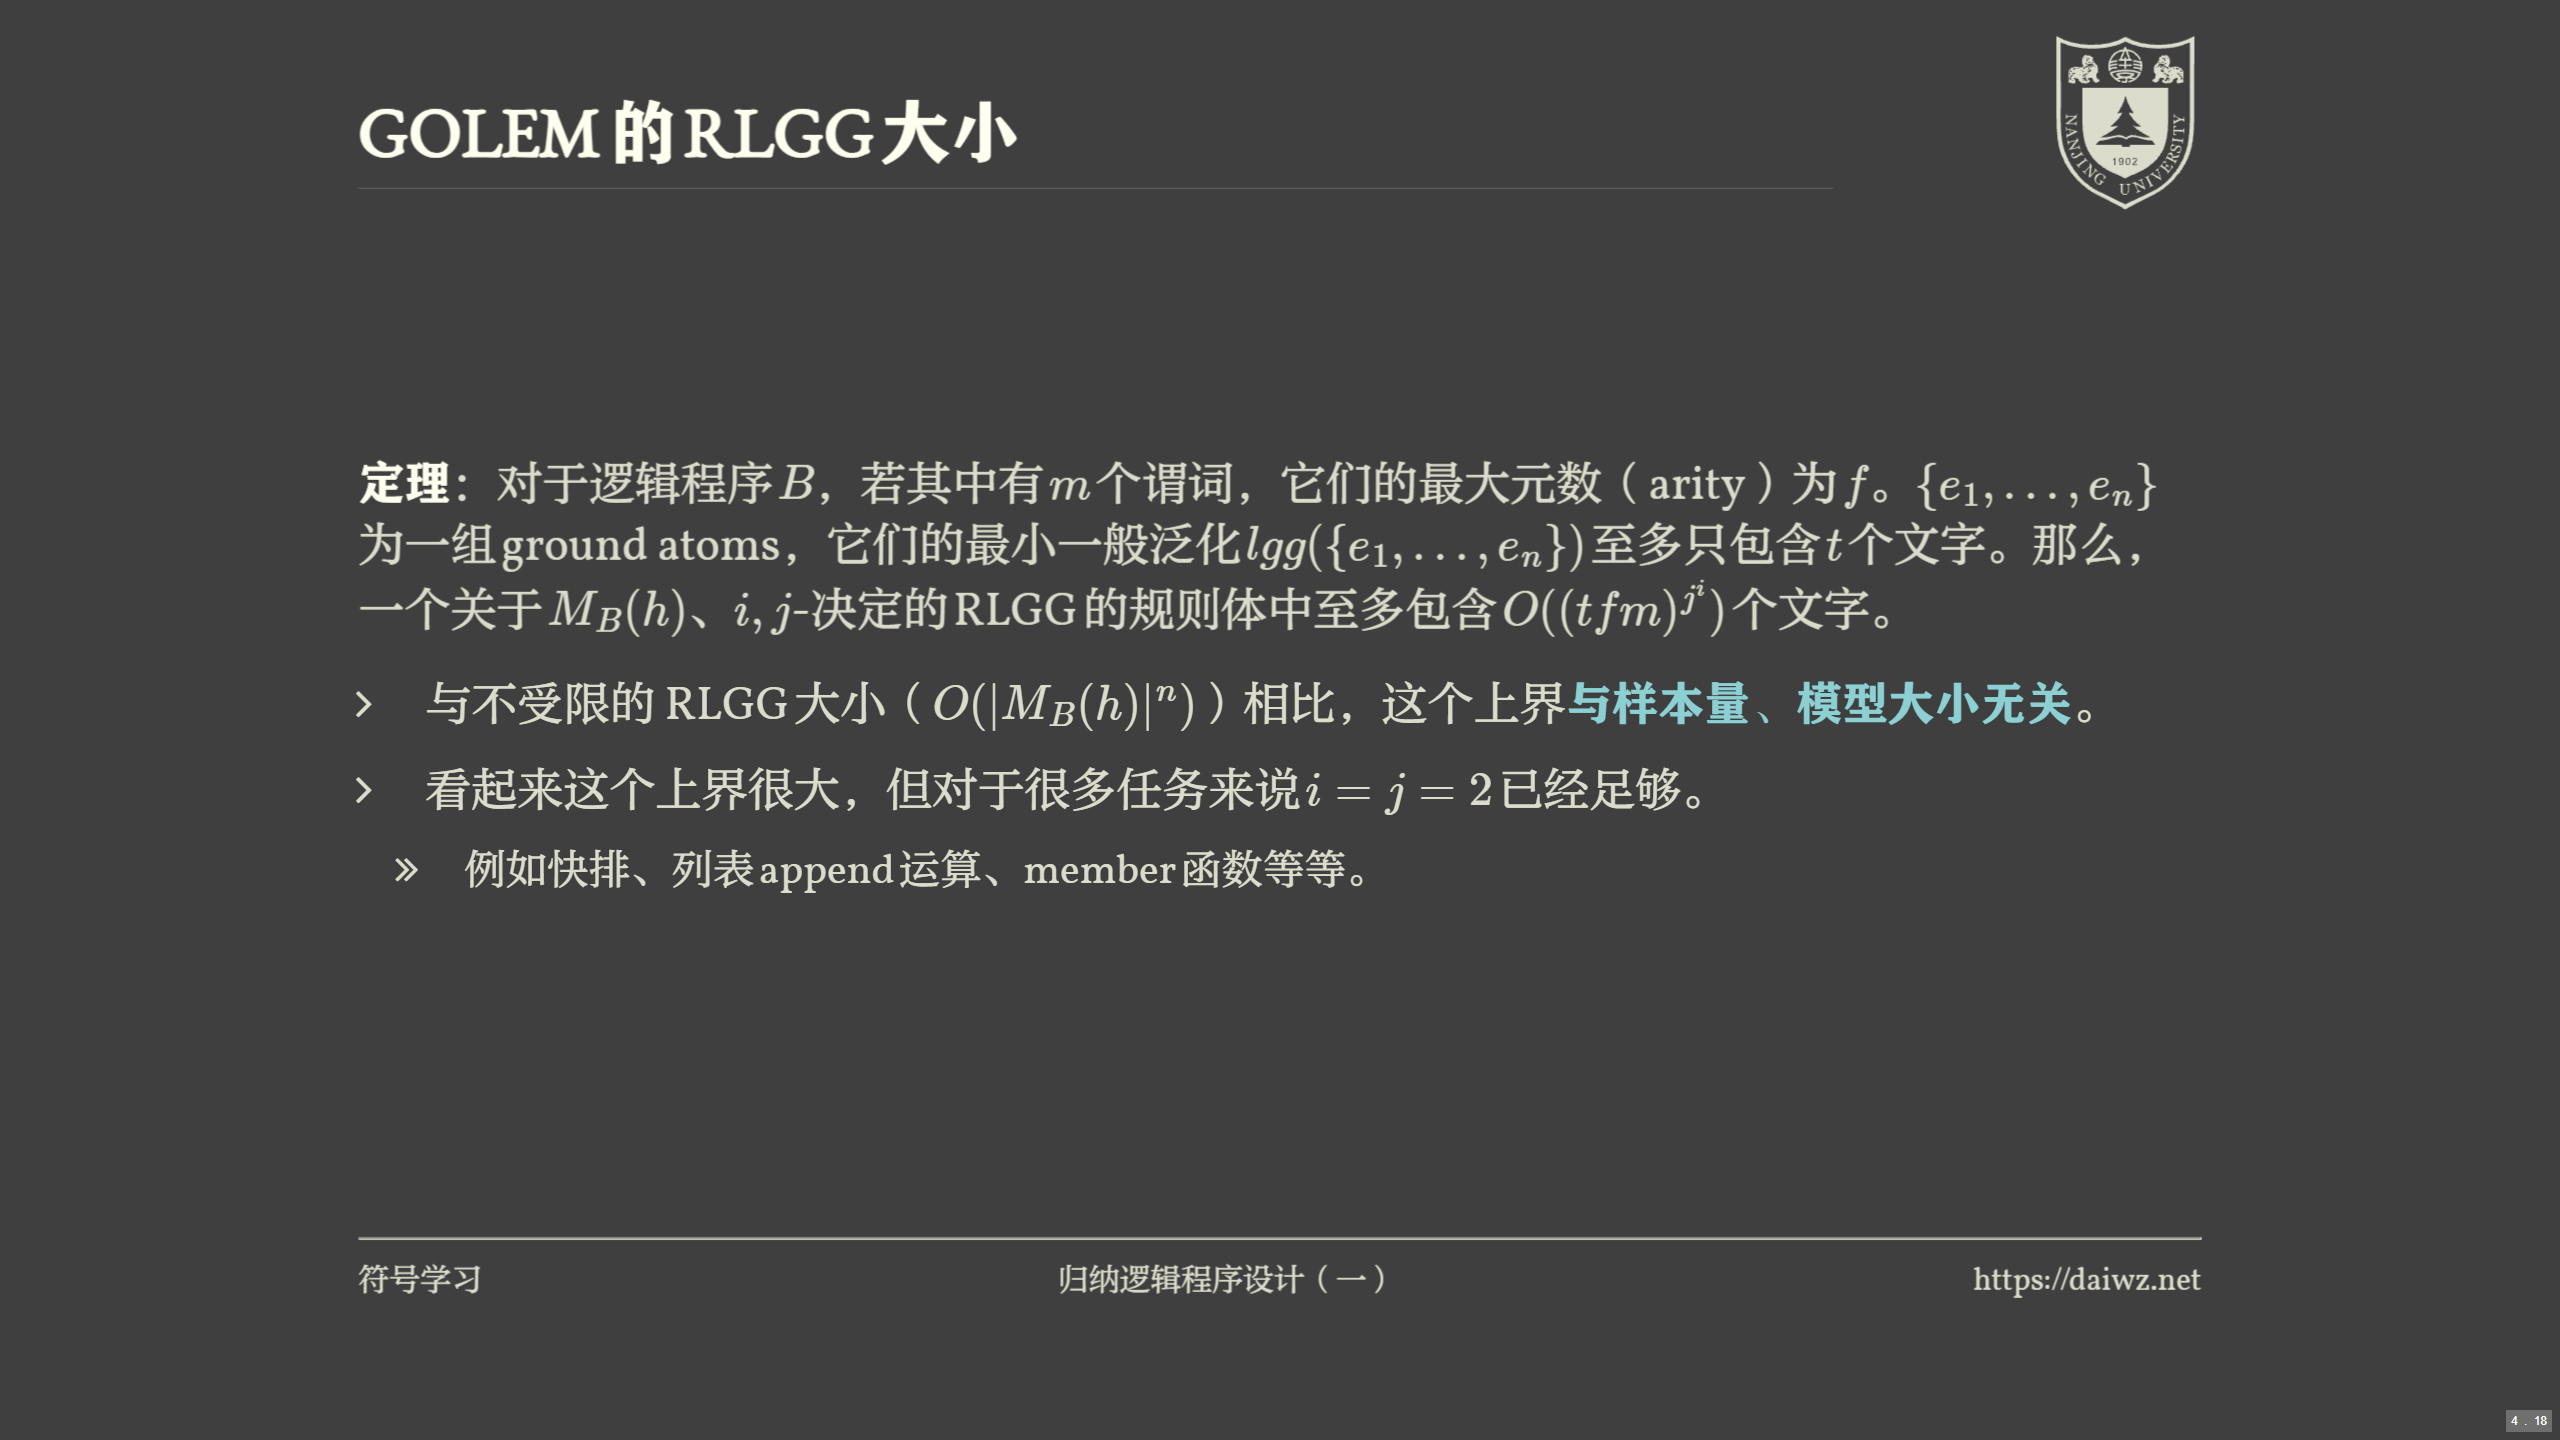 GOLEM 的 RLGG 大小
NANJING UNIVERSITY
1902
定理：对于逻辑程序 B，若其中有 m 个谓词，它们的最大元数（arity）为 f。{e₁, . . . , eₙ}
为一组 ground atoms，它们的最小一般泛化 lgg({e₁, . . . , eₙ}) 至多只包含 t 个文字。那么，
一个关于 M_B(h)、i, j-决定的 RLGG 的规则体中至多包含 O((tfm)^{j^i}) 个文字。
与不受限的 RLGG 大小（O(|M_B(h)|ⁿ)）相比，这个上界与样本量、模型大小无关。
看起来这个上界很大，但对于很多任务来说 i = j = 2 已经足够。
例如快排、列表 append 运算、member 函数等等。
符号学习
归纳逻辑程序设计（一）
https://daiwz.net
4 . 18